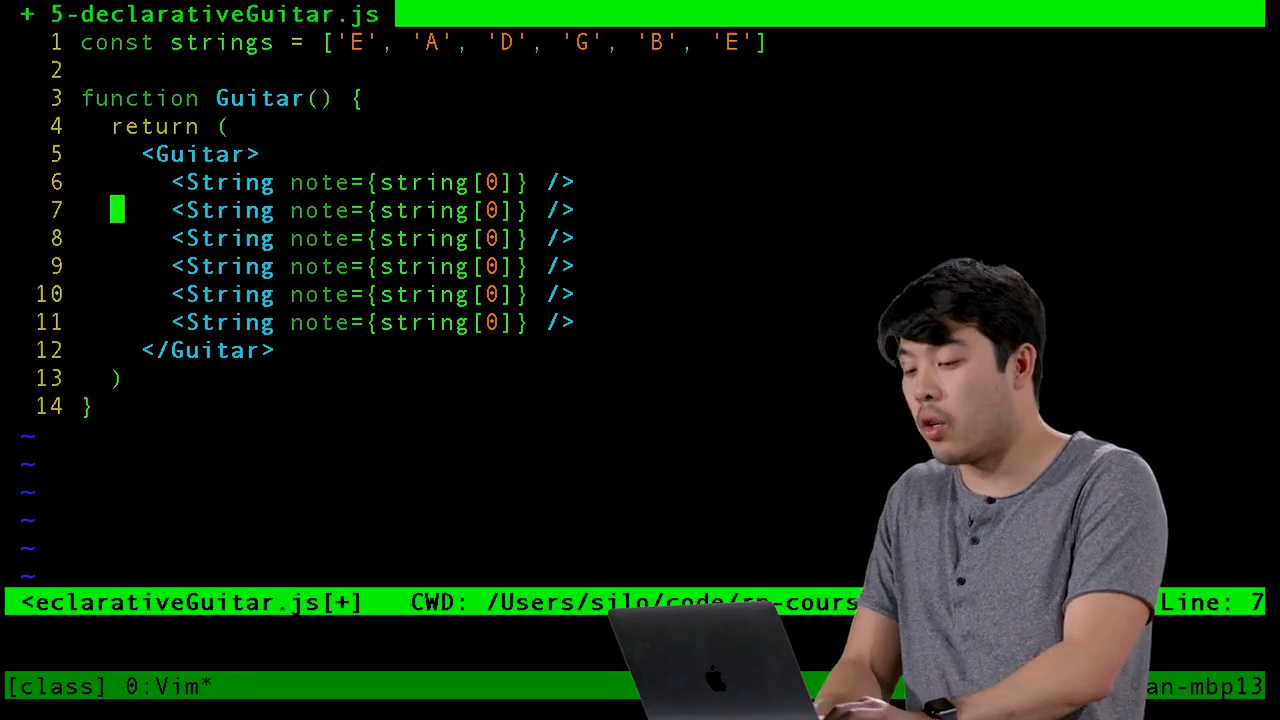 + 5-declarativeGuitar.js
1 const strings = ['E', 'A', 'D', 'G', 'B', 'E']
2
3 function Guitar() {
4   return (
5     <Guitar>
6       <String note={string[0]} />
7       <String note={string[0]} />
8       <String note={string[0]} />
9       <String note={string[0]} />
10       <String note={string[0]} />
11       <String note={string[0]} />
12     </Guitar>
13   )
14 }
~
~
~
~
~
~
<eclarativeGuitar.js[+]   CWD: /Users/silo/code/rn-cours Line: 7
[class] 0:Vim* an-mbp13